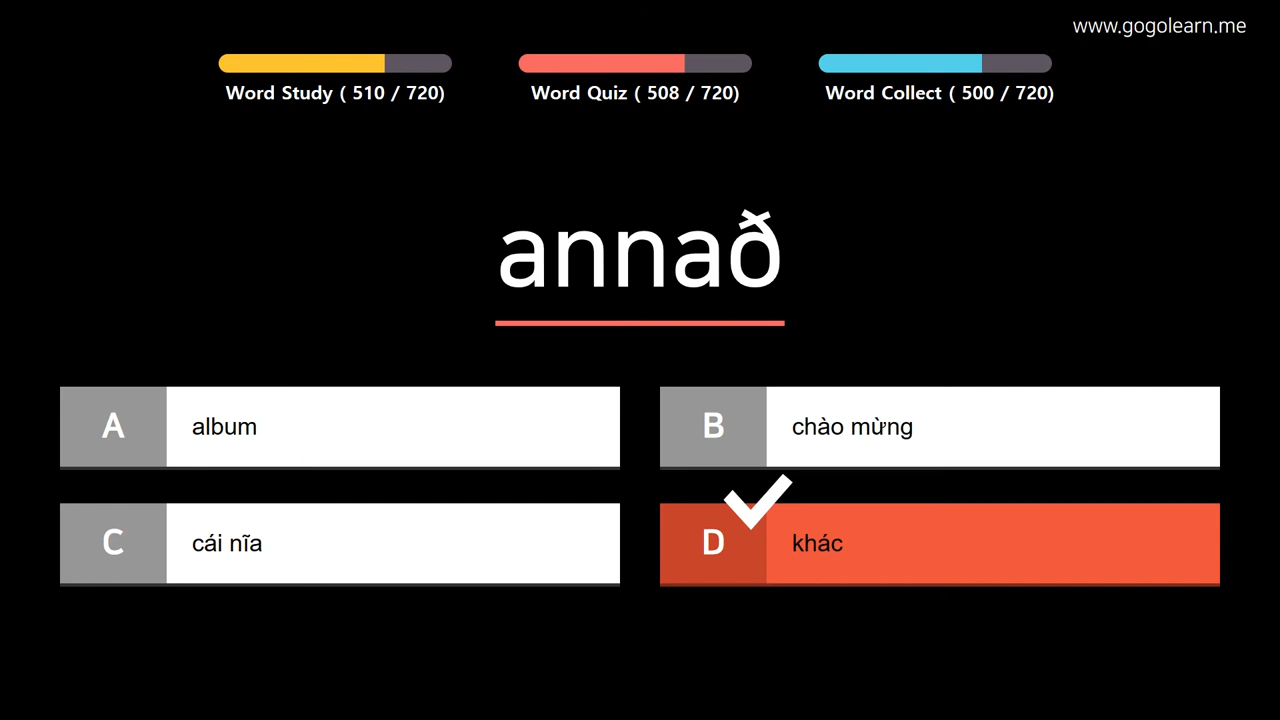 www.gogolearn.me
Word Study ( 510 / 720)
Word Quiz ( 508 / 720)
Word Collect ( 500 / 720)
annað
A album
B chào mừng
C cái nĩa
D khác